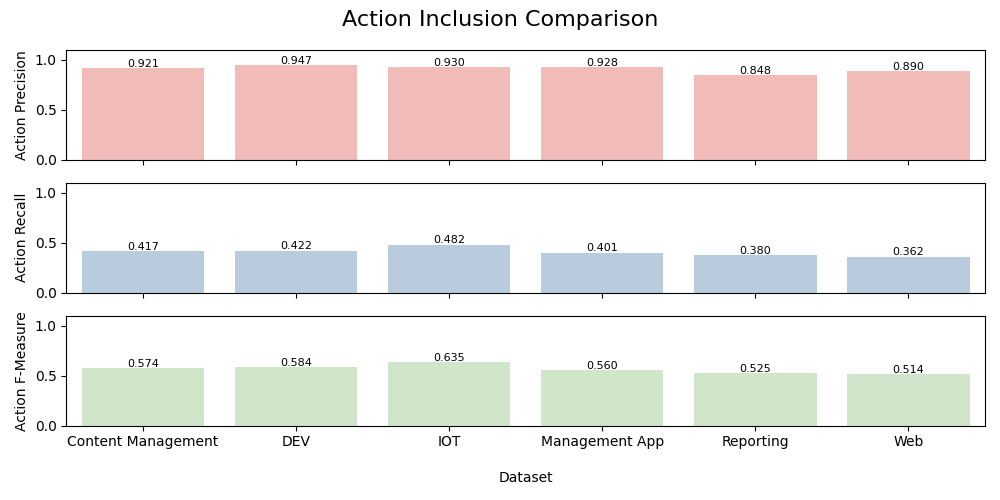 Action Inclusion Comparison
Action Precision
1.0
0.5
0.0
0.921
0.947
0.930
0.928
0.848
0.890
Action Recall
1.0
0.5
0.0
0.417
0.422
0.482
0.401
0.380
0.362
Action F-Measure
1.0
0.5
0.0
0.574
0.584
0.635
0.560
0.525
0.514
Content Management
DEV
IOT
Management App
Reporting
Web
Dataset